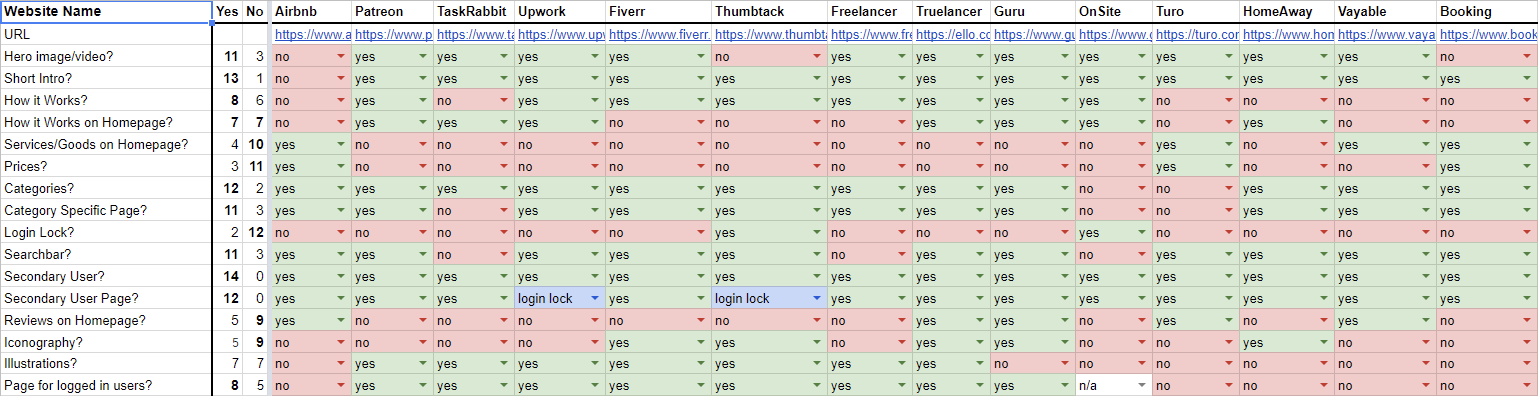 Website Name Yes No Airbnb Patreon TaskRabbit Upwork Fiverr Thumbtack Freelancer Truelancer Guru OnSite Turo HomeAway Vayable Booking
URL https://www.a https://www.p https://www.ta https://www.upv https://www.fiverr. https://www.thumbta https://www.fre https://ello.co https://www.gu https://www. https://turo.con https://www.hon https://www.vaya https://www.book
Hero image/video? 11 3 no yes yes yes yes no yes yes yes yes yes yes yes no
Short Intro? 13 1 no yes yes yes yes yes yes yes yes yes yes yes yes yes
How it Works? 8 6 no yes no yes yes yes yes yes yes yes no no no no
How it Works on Homepage? 7 7 no yes yes yes no no no yes yes yes no yes no no
Services/Goods on Homepage? 4 10 yes no no no no no no no no no yes no yes yes
Prices? 3 11 yes no no no no no no no no no yes no no yes
Categories? 12 2 yes yes yes yes yes yes yes yes yes no no yes yes yes
Category Specific Page? 11 3 yes yes no yes yes yes yes yes yes no no yes yes yes
Login Lock? 2 12 no no no no no yes no no no yes no no no no
Searchbar? 11 3 yes yes no yes yes yes no yes yes no yes yes yes yes
Secondary User? 14 0 yes yes yes yes yes yes yes yes yes yes yes yes yes yes
Secondary User Page? 12 0 yes yes yes login lock yes login lock yes yes yes yes yes yes yes yes
Reviews on Homepage? 5 9 yes no no no no no no yes yes no yes no yes no
Iconography? 5 9 no no no no yes yes no yes yes no no yes no no
Illustrations? 7 7 no yes yes yes yes yes yes yes no no no no no no
Page for logged in users? 8 5 no yes yes yes yes yes yes yes yes n/a no no no no